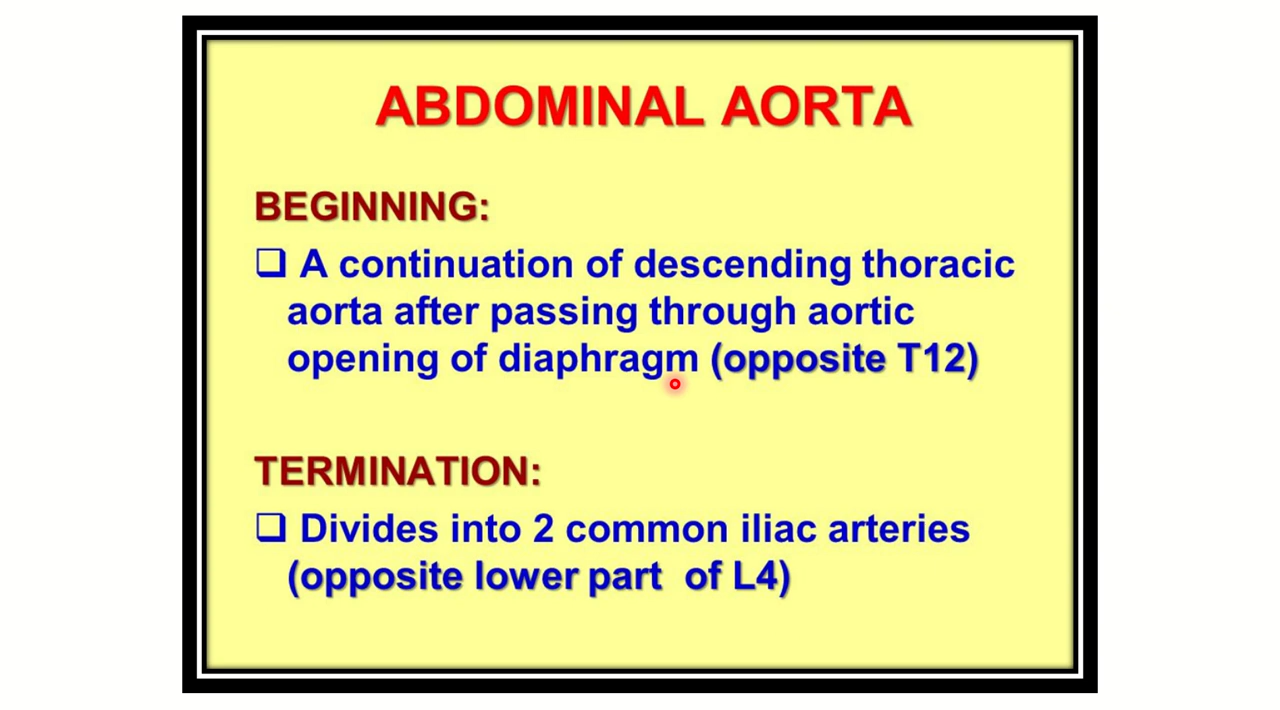 ABDOMINAL AORTA
BEGINNING:
❑ A continuation of descending thoracic
aorta after passing through aortic
opening of diaphragm (opposite T12)
TERMINATION:
❑ Divides into 2 common iliac arteries
(opposite lower part of L4)